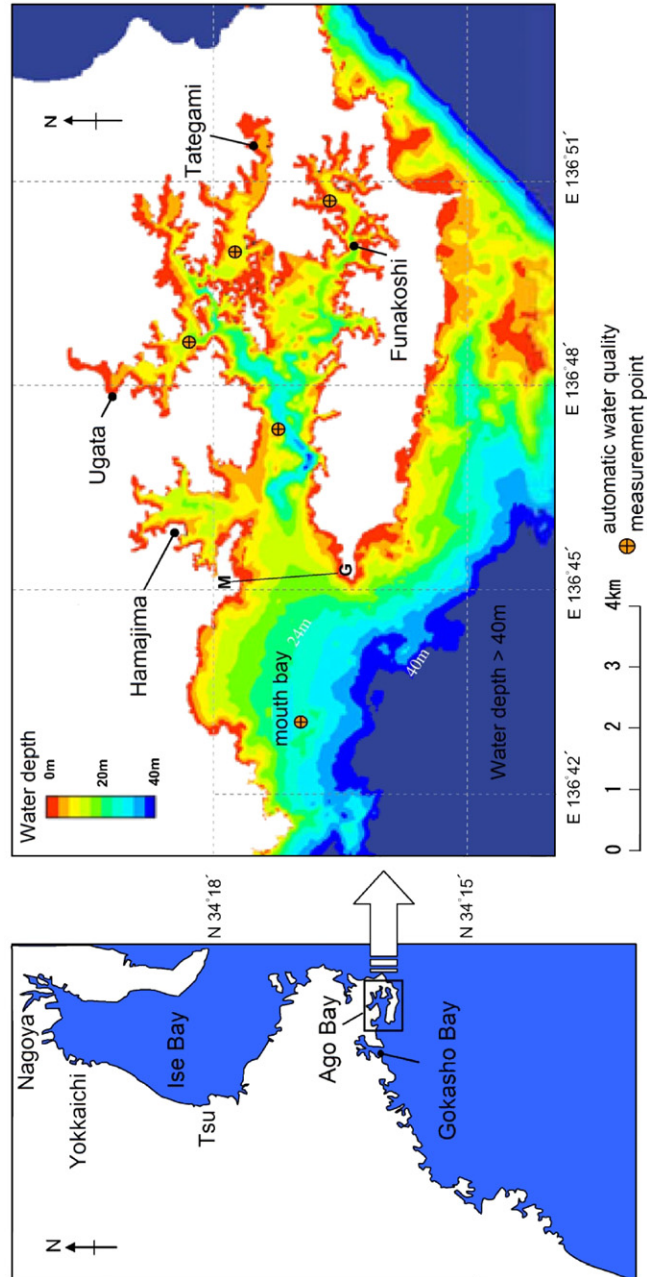 N
Nagoya
Yokkaichi
Ise Bay
Tsu
Ago Bay
Gokasho Bay
N 34°18´
N 34°15´
Water depth
0m
20m
40m
N
Hamajima
Ugata
Tategami
Funakoshi
M
G
mouth bay
24m
40m
Water depth > 40m
E 136°42´
E 136°45´
E 136°48´
E 136°51´
0 1 2 3 4km
automatic water quality
measurement point